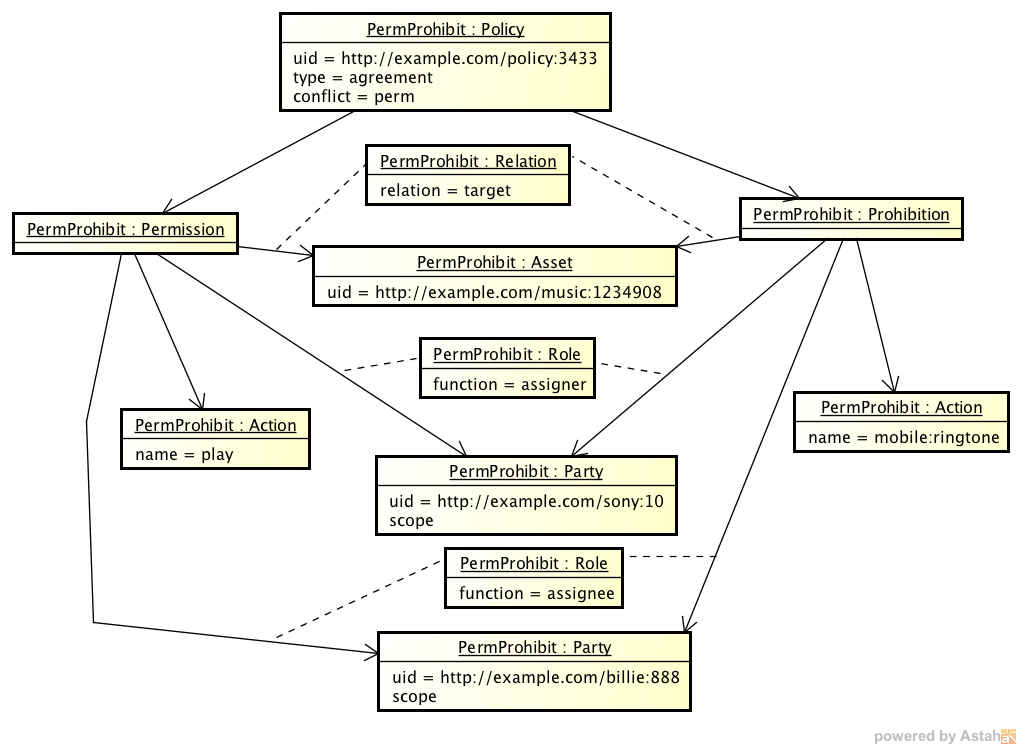 PermProhibit : Policy
uid = http://example.com/policy:3433
type = agreement
conflict = perm
PermProhibit : Relation
relation = target
PermProhibit : Permission
PermProhibit : Prohibition
PermProhibit : Asset
uid = http://example.com/music:1234908
PermProhibit : Role
function = assigner
PermProhibit : Action
name = play
PermProhibit : Action
name = mobile:ringtone
PermProhibit : Party
uid = http://example.com/sony:10
scope
PermProhibit : Role
function = assignee
PermProhibit : Party
uid = http://example.com/billie:888
scope
powered by Astah